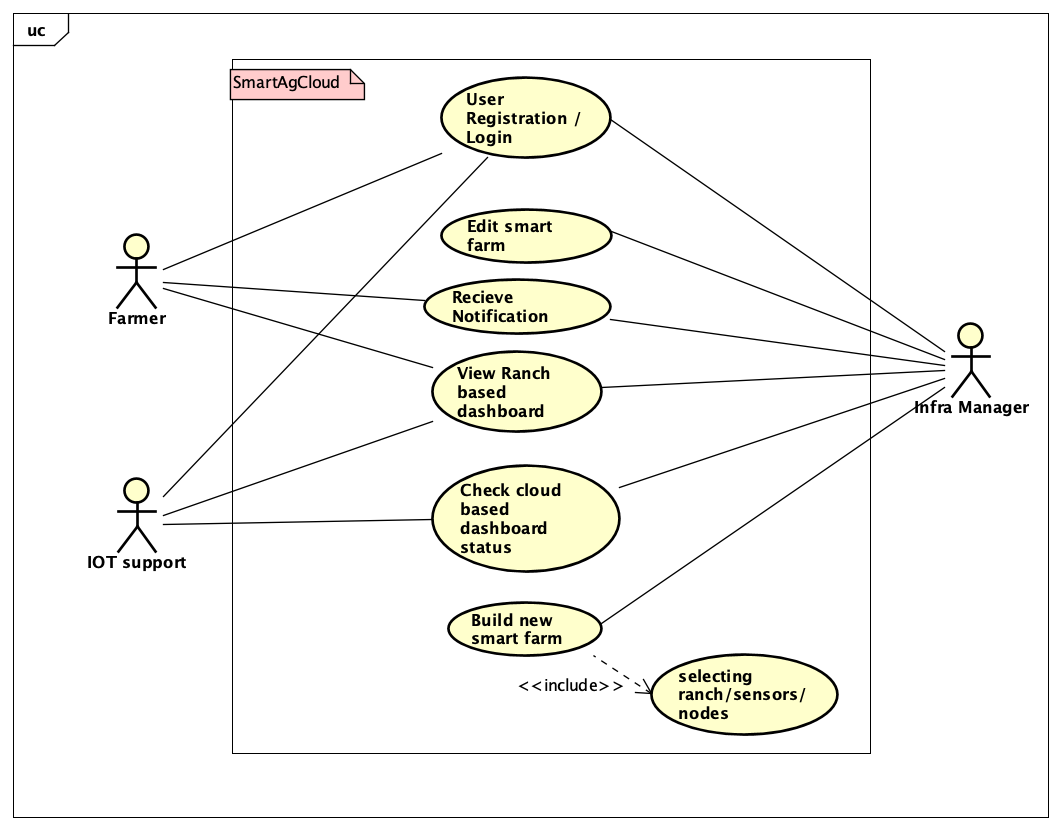 uc
SmartAgCloud
User
Registration /
Login
Edit smart
farm
Recieve
Notification
Farmer
View Ranch
based
dashboard
Infra Manager
Check cloud
based
dashboard
status
IOT support
Build new
smart farm
<<include>>
selecting
ranch/sensors/
nodes